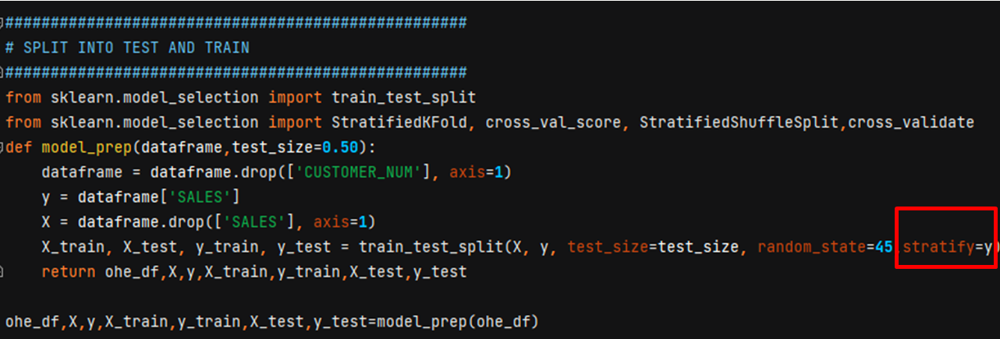 ###################################################
# SPLIT INTO TEST AND TRAIN
###################################################
from sklearn.model_selection import train_test_split
from sklearn.model_selection import StratifiedKFold, cross_val_score, StratifiedShuffleSplit,cross_validate
def model_prep(dataframe,test_size=0.50):
    dataframe = dataframe.drop(['CUSTOMER_NUM'], axis=1)
    y = dataframe['SALES']
    X = dataframe.drop(['SALES'], axis=1)
    X_train, X_test, y_train, y_test = train_test_split(X, y, test_size=test_size, random_state=45,stratify=y)
    return ohe_df,X,y,X_train,y_train,X_test,y_test
ohe_df,X,y,X_train,y_train,X_test,y_test=model_prep(ohe_df)